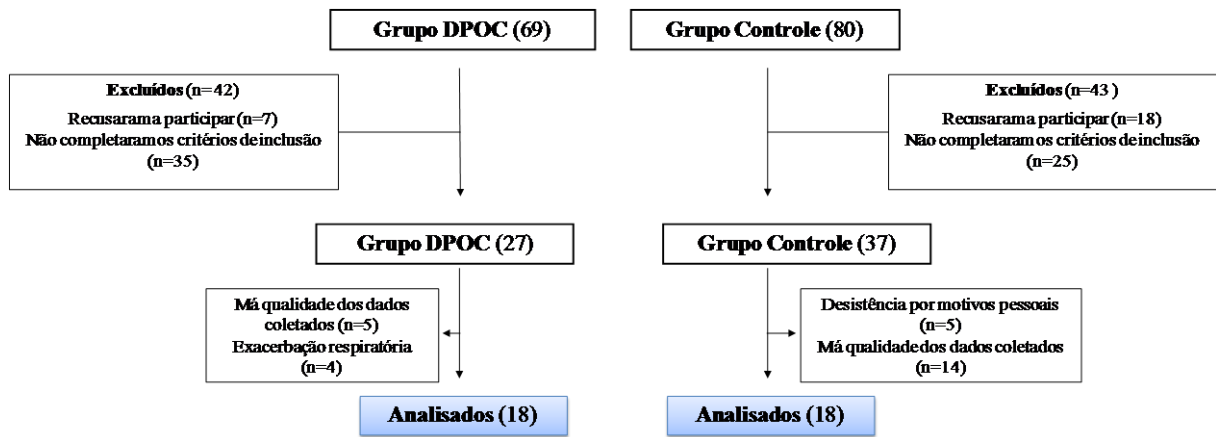 Grupo DPOC (69)
Grupo Controle (80)
Excluídos (n=42)
Recusarama participar (n=7)
Não completaramos critérios de inclusão
(n=35)
Excluídos (n=43 )
Recusarama participar (n=18)
Não completaramos critérios de inclusão
(n=25)
Grupo DPOC (27)
Grupo Controle (37)
Má qualidade dos dados
coletados (n=5)
Exacerbação respiratória
(n=4)
Desistência por motivos pessoais
(n=5)
Má qualidade dos dados coletados
(n=14)
Analisados (18)
Analisados (18)